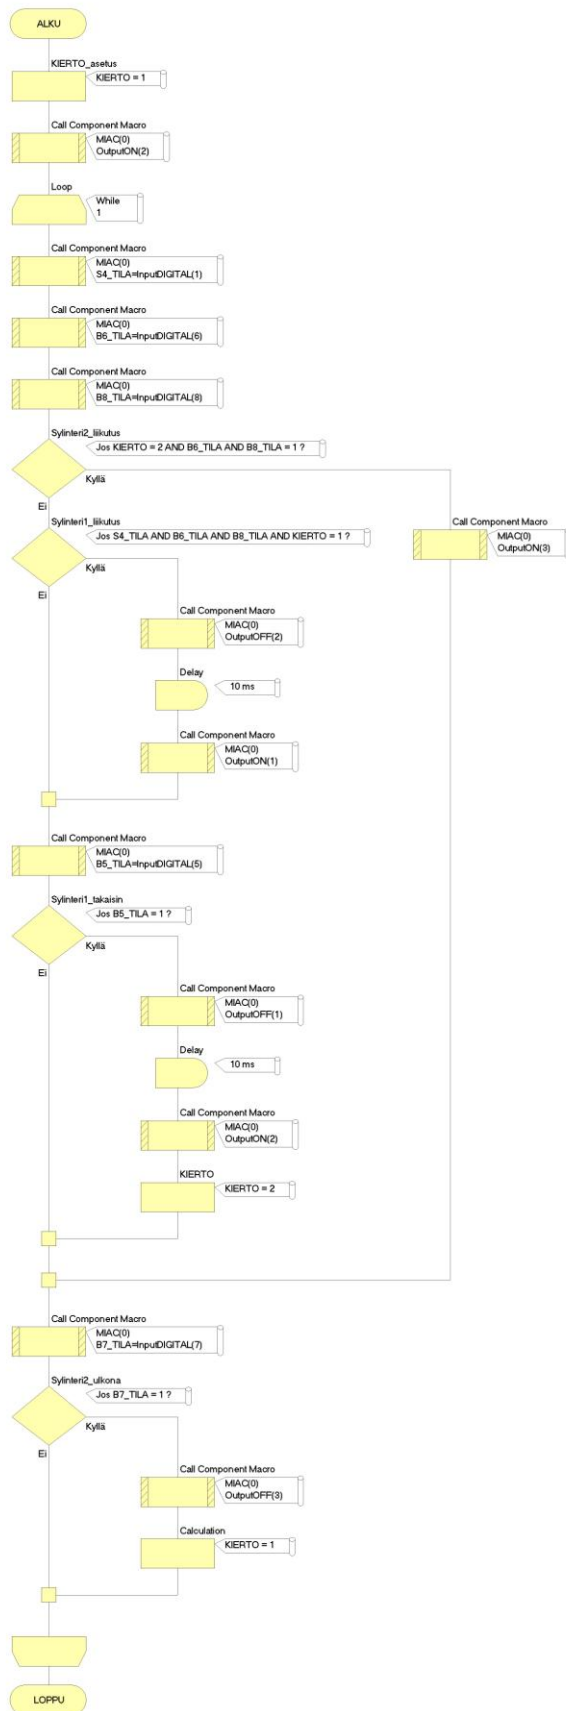 ALKU
KIERTO_asetus
KIERTO = 1
Call Component Macro
MIAC(0)
OutputON(2)
Loop
While
1
Call Component Macro
MIAC(0)
S4_TILA=InputDIGITAL(1)
Call Component Macro
MIAC(0)
B6_TILA=InputDIGITAL(6)
Call Component Macro
MIAC(0)
B8_TILA=InputDIGITAL(8)
Sylinteri2_liikutus
Jos KIERTO = 2 AND B6_TILA AND B8_TILA = 1 ?
Kyllä
Ei
Call Component Macro
MIAC(0)
OutputON(3)
Sylinteri1_liikutus
Jos S4_TILA AND B6_TILA AND B8_TILA AND KIERTO = 1 ?
Kyllä
Ei
Call Component Macro
MIAC(0)
OutputOFF(2)
Delay
10 ms
Call Component Macro
MIAC(0)
OutputON(1)
Call Component Macro
MIAC(0)
B5_TILA=InputDIGITAL(5)
Sylinteri1_takaisin
Jos B5_TILA = 1 ?
Kyllä
Ei
Call Component Macro
MIAC(0)
OutputOFF(1)
Delay
10 ms
Call Component Macro
MIAC(0)
OutputON(2)
KIERTO
KIERTO = 2
Call Component Macro
MIAC(0)
B7_TILA=InputDIGITAL(7)
Sylinteri2_ulkona
Jos B7_TILA = 1 ?
Kyllä
Ei
Call Component Macro
MIAC(0)
OutputOFF(3)
Calculation
KIERTO = 1
LOPPU